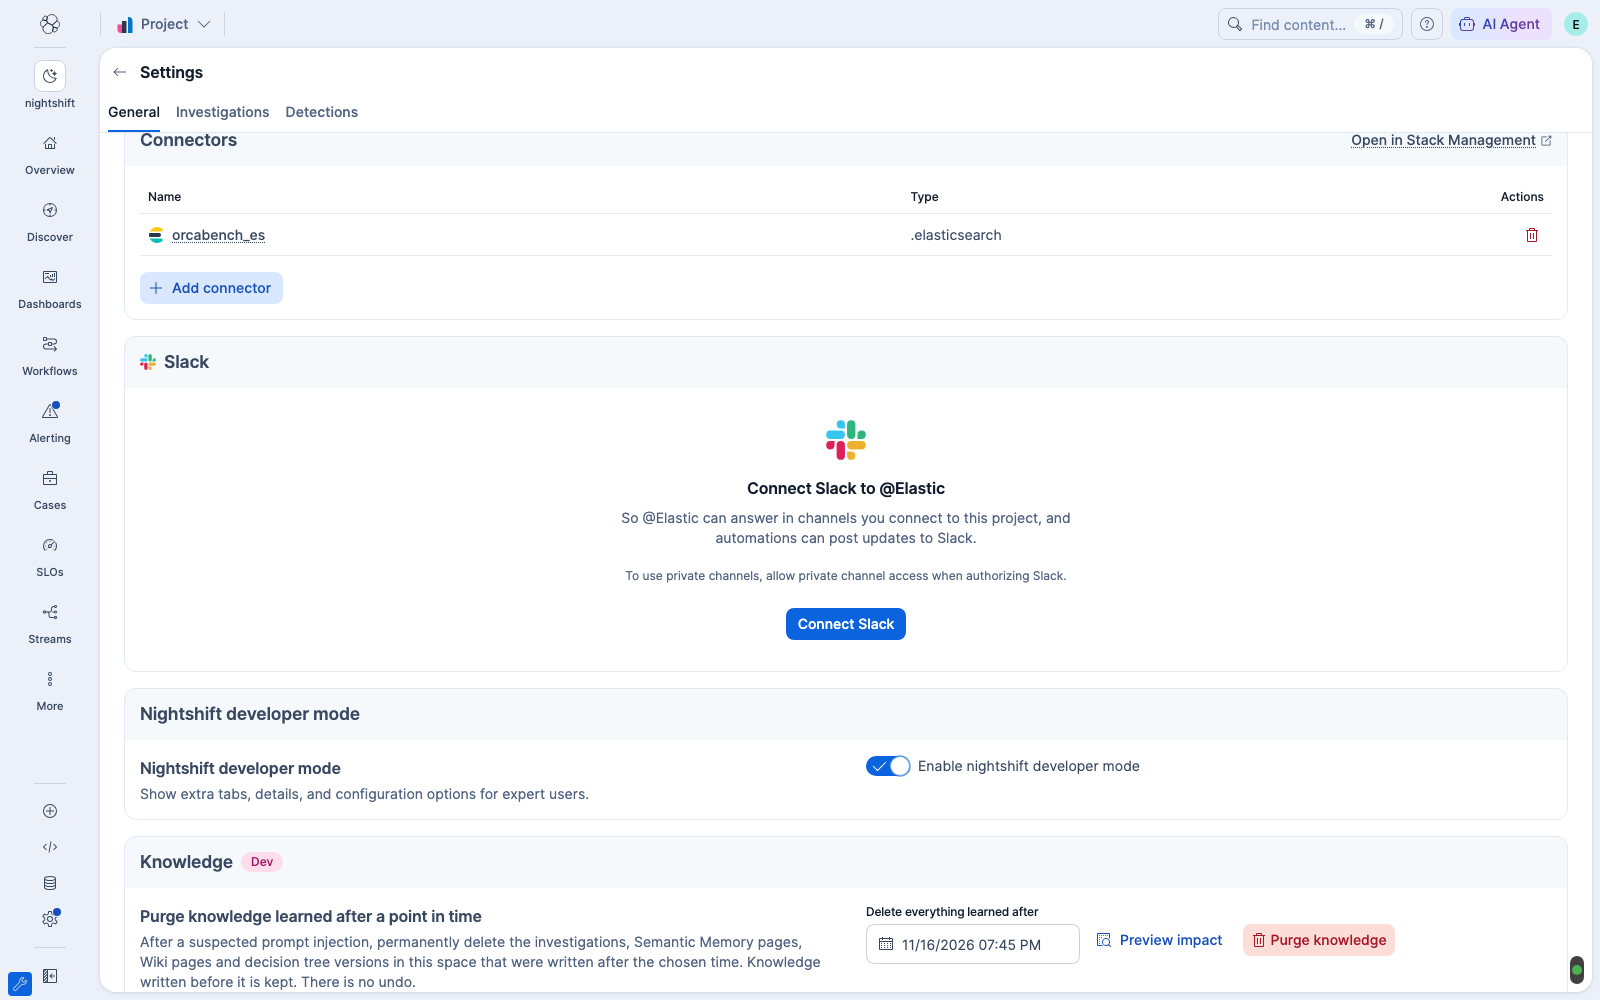 Project
Find content...
⌘ /
AI Agent
E
nightshift
Overview
Discover
Dashboards
Workflows
Alerting
Cases
SLOs
Streams
More
Settings
General
Investigations
Detections
Connectors
Open in Stack Management
Name
Type
Actions
orcabench_es
.elasticsearch
Add connector
Slack
Connect Slack to @Elastic
So @Elastic can answer in channels you connect to this project, and
automations can post updates to Slack.
To use private channels, allow private channel access when authorizing Slack.
Connect Slack
Nightshift developer mode
Nightshift developer mode
Show extra tabs, details, and configuration options for expert users.
Enable nightshift developer mode
Knowledge
Dev
Purge knowledge learned after a point in time
After a suspected prompt injection, permanently delete the investigations, Semantic Memory pages,
Wiki pages and decision tree versions in this space that were written after the chosen time. Knowledge
written before it is kept. There is no undo.
Delete everything learned after
11/16/2026 07:45 PM
Preview impact
Purge knowledge